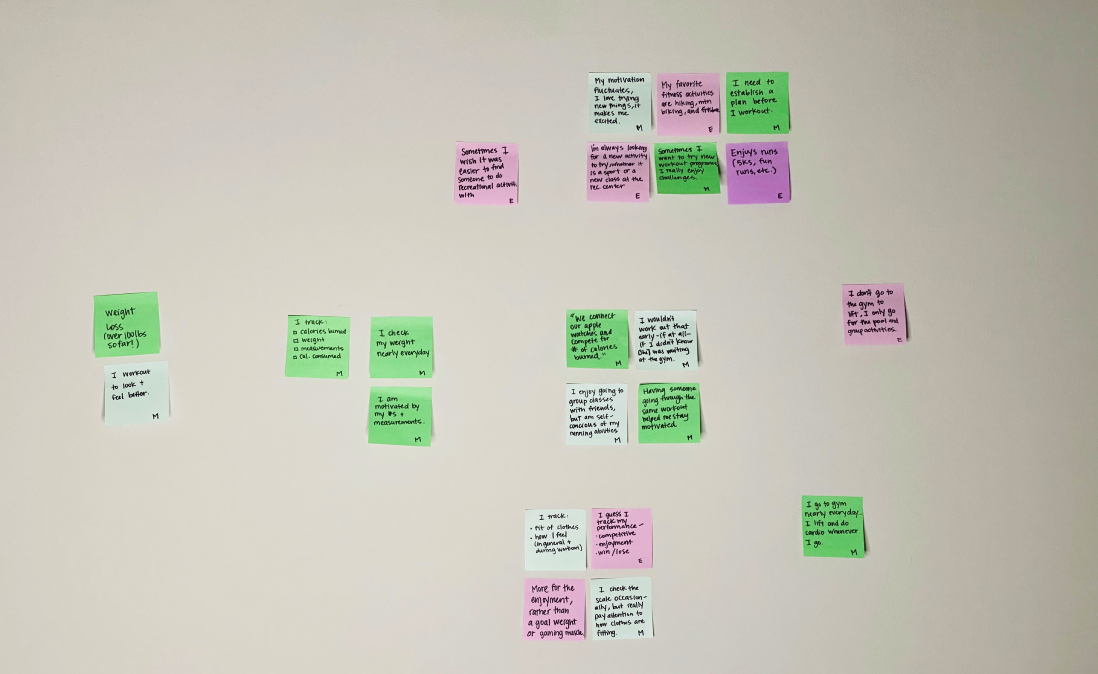 My motivation
fluctuates,
I love trying
new things, it
makes me
excited.
M
My favorite
fitness activities
are hiking, mtn
biking, and
E
I need to
establish a
plan before
I workout.
M
Sometimes I
wish it was
easier to find
someone to do
recreational
with
E
I'm always looking
for a new activity
to try, whether it
is a sport or a
new class at the
rec center
E
Sometimes I
want to try new
workout programs
I really enjoy
challenges.
M
Enjoys runs
(5Ks, fun
runs, etc.)
E
Weight
loss
(over 100lbs
so far!)
I workout
to look +
feel better.
M
I track:
calories burned
weight
measurements
cal. consumed
M
I check
my weight
nearly everyday
M
I am
motivated by
my #s +
measurements.
M
"We connect
our apple
watches and
compete for
# of calories
burned."
M
I wouldn't
work out that
early - if at all -
if I didn't know
was waiting
at the gym.
M
I enjoy going to
group classes
with friends,
but am self-
concious of my
running abilities
M
Having someone
going through the
same workout
helped me stay
motivated.
M
I don't go to
the gym to
lift, I only go
for the pool and
group activities.
E
I track:
• fit of clothes
• how I feel
(in general +
during workout)
I guess I
track my
performance -
• competitive
• enjoyment
• win/lose
E
More for the
enjoyment,
rather than
a goal weight
or gaining muscle.
I check the
scale occasion-
ally, but really
pay attention to
how clothes are
fitting.
M
I go to gym
nearly everyday.
I lift and do
cardio whenever
I go.
M